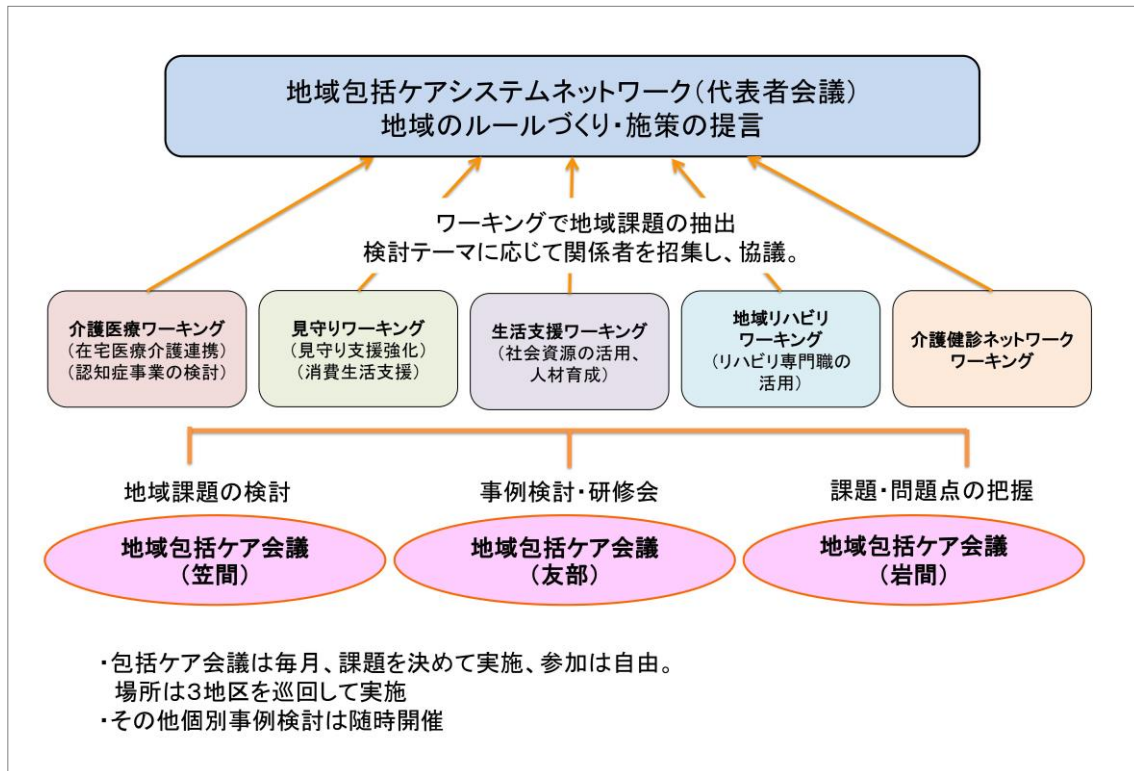 地域包括ケアシステムネットワーク(代表者会議)
地域のルールづくり・施策の提言
ワーキングで地域課題の抽出
検討テーマに応じて関係者を招集し、協議。
介護医療ワーキング
(在宅医療介護連携)
(認知症事業の検討)
見守りワーキング
(見守り支援強化)
(消費生活支援)
生活支援ワーキング
(社会資源の活用、
人材育成)
地域リハビリ
ワーキング
(リハビリ専門職の
活用)
介護健診ネットワーク
ワーキング
地域課題の検討
事例検討・研修会
課題・問題点の把握
地域包括ケア会議
(笠間)
地域包括ケア会議
(友部)
地域包括ケア会議
(岩間)
・包括ケア会議は毎月、課題を決めて実施、参加は自由。
場所は3地区を巡回して実施
・その他個別事例検討は随時開催